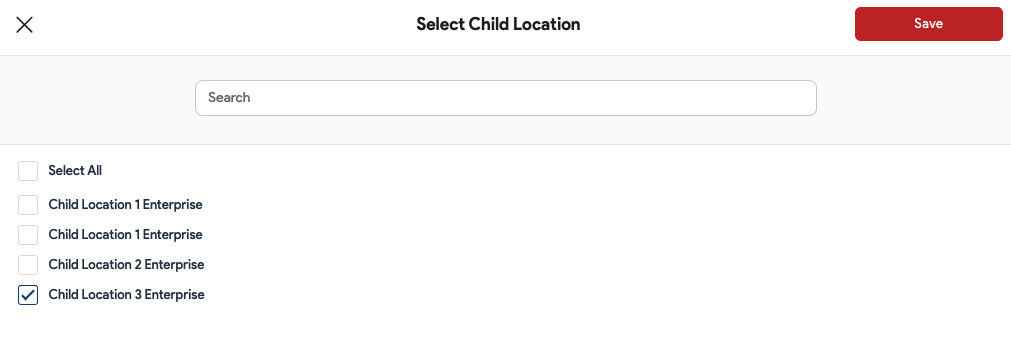 Select Child Location
Save
Search
Select All
Child Location 1 Enterprise
Child Location 1 Enterprise
Child Location 2 Enterprise
Child Location 3 Enterprise